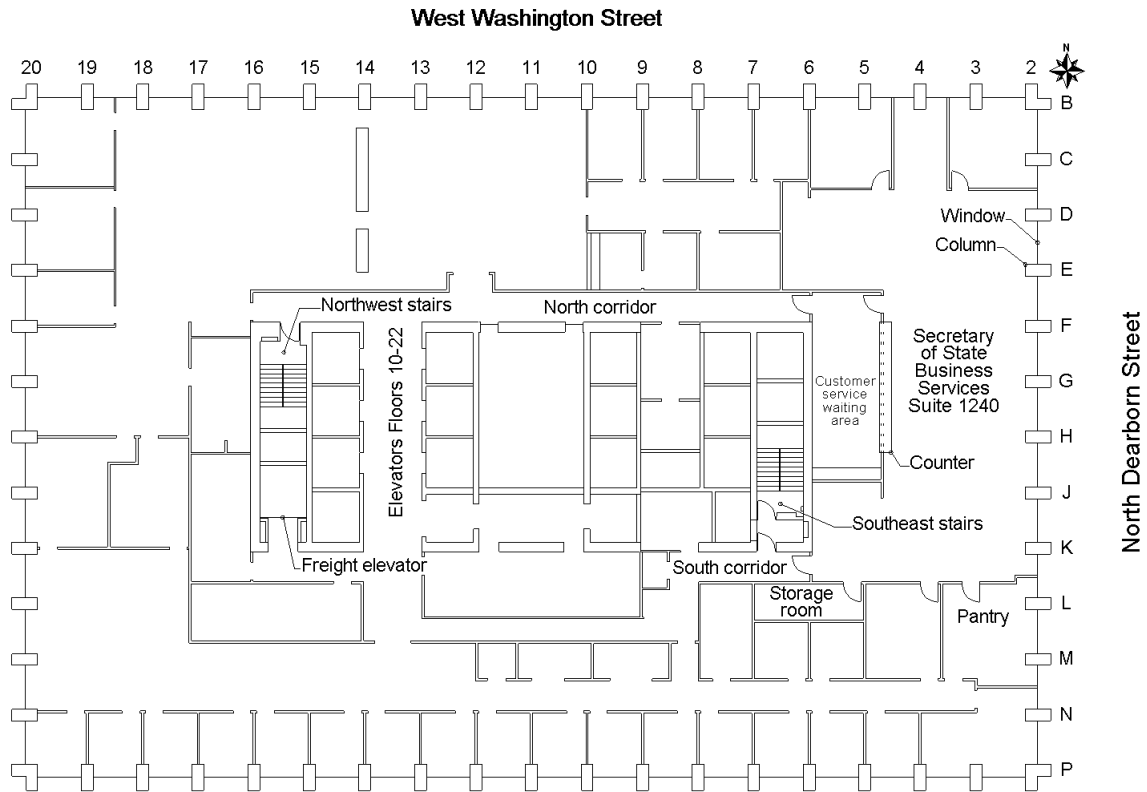 West Washington Street
N
20 19 18 17 16 15 14 13 12 11 10 9 8 7 6 5 4 3 2
B
C
D
Window
Column
E
Northwest stairs
North corridor
F
Elevators Floors 10-22
Secretary
of State
Business
Services
Suite 1240
G
Customer
service
waiting
area
North Dearborn Street
H
Counter
J
Southeast stairs
K
Freight elevator
South corridor
Storage
room
L
Pantry
M
N
P